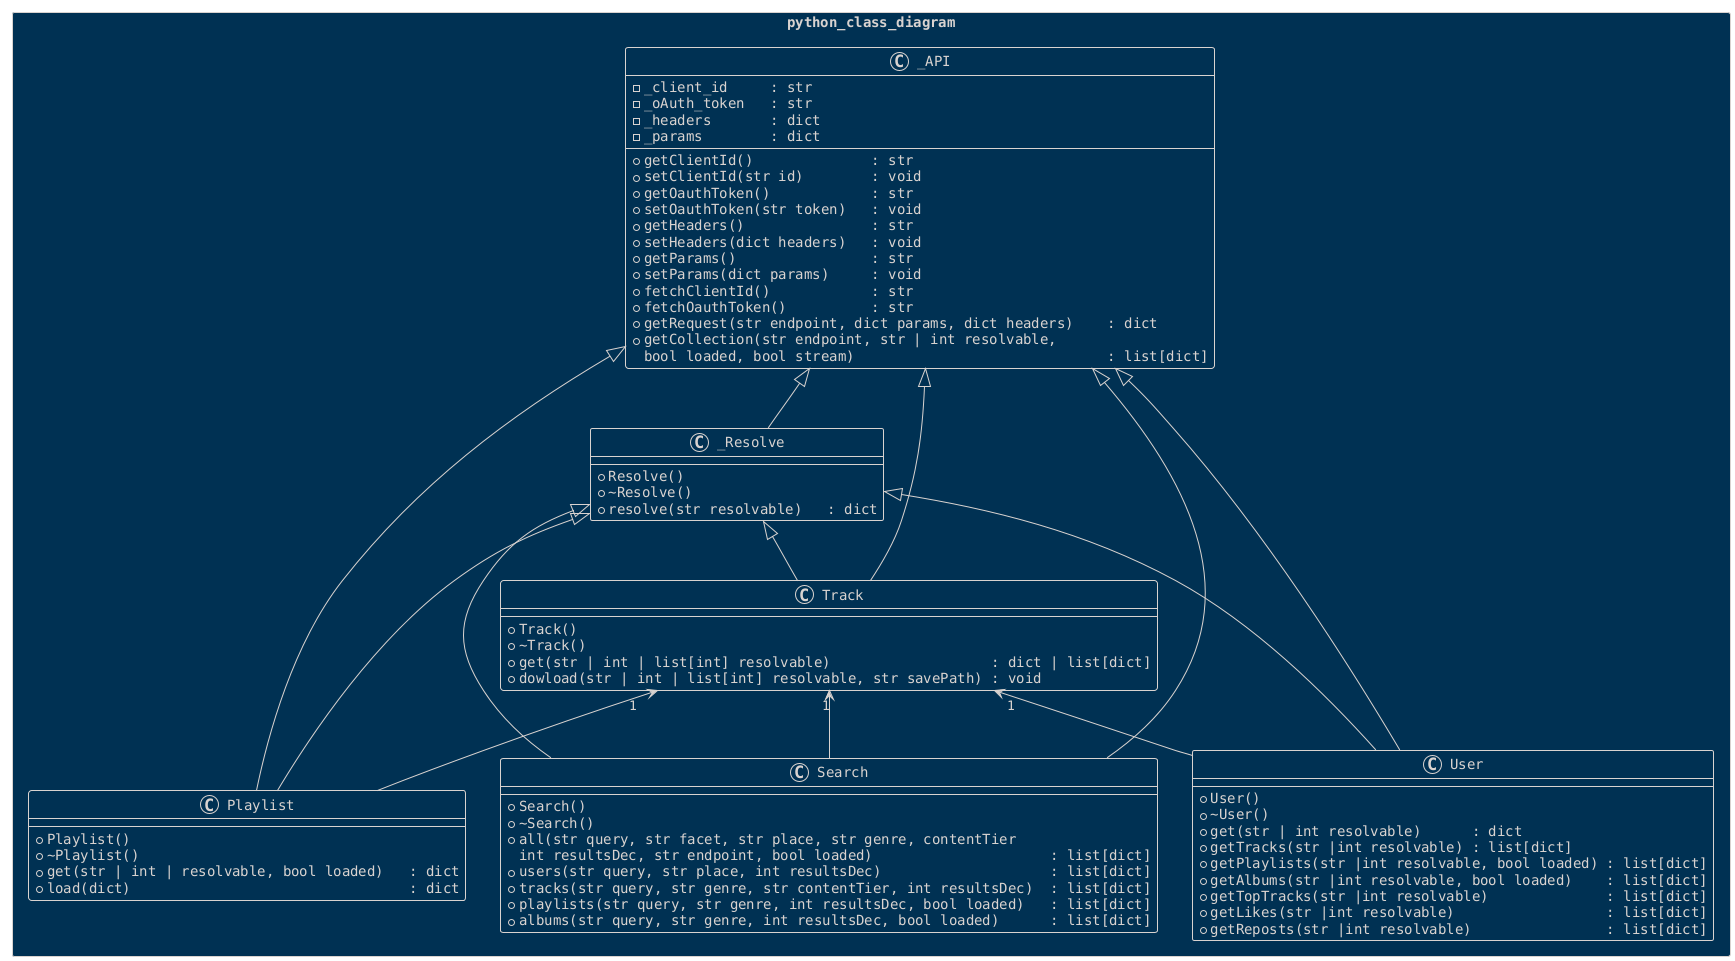 python_class_diagram
C _API
_client_id : str
_oAuth_token : str
_headers : dict
_params : dict
getClientId() : str
setClientId(str id) : void
getOauthToken() : str
setOauthToken(str token) : void
getHeaders() : str
setHeaders(dict headers) : void
getParams() : str
setParams(dict params) : void
fetchClientId() : str
fetchOauthToken() : str
getRequest(str endpoint, dict params, dict headers) : dict
getCollection(str endpoint, str | int resolvable,
bool loaded, bool stream) : list[dict]
C _Resolve
Resolve()
~Resolve()
resolve(str resolvable) : dict
C Track
Track()
~Track()
get(str | int | list[int] resolvable) : dict | list[dict]
dowload(str | int | list[int] resolvable, str savePath) : void
1
1
1
C Playlist
Playlist()
~Playlist()
get(str | int | resolvable, bool loaded) : dict
load(dict) : dict
C Search
Search()
~Search()
all(str query, str facet, str place, str genre, contentTier
int resultsDec, str endpoint, bool loaded) : list[dict]
users(str query, str place, int resultsDec) : list[dict]
tracks(str query, str genre, str contentTier, int resultsDec) : list[dict]
playlists(str query, str genre, int resultsDec, bool loaded) : list[dict]
albums(str query, str genre, int resultsDec, bool loaded) : list[dict]
C User
User()
~User()
get(str | int resolvable) : dict
getTracks(str |int resolvable) : list[dict]
getPlaylists(str |int resolvable, bool loaded) : list[dict]
getAlbums(str |int resolvable, bool loaded) : list[dict]
getTopTracks(str |int resolvable) : list[dict]
getLikes(str |int resolvable) : list[dict]
getReposts(str |int resolvable) : list[dict]